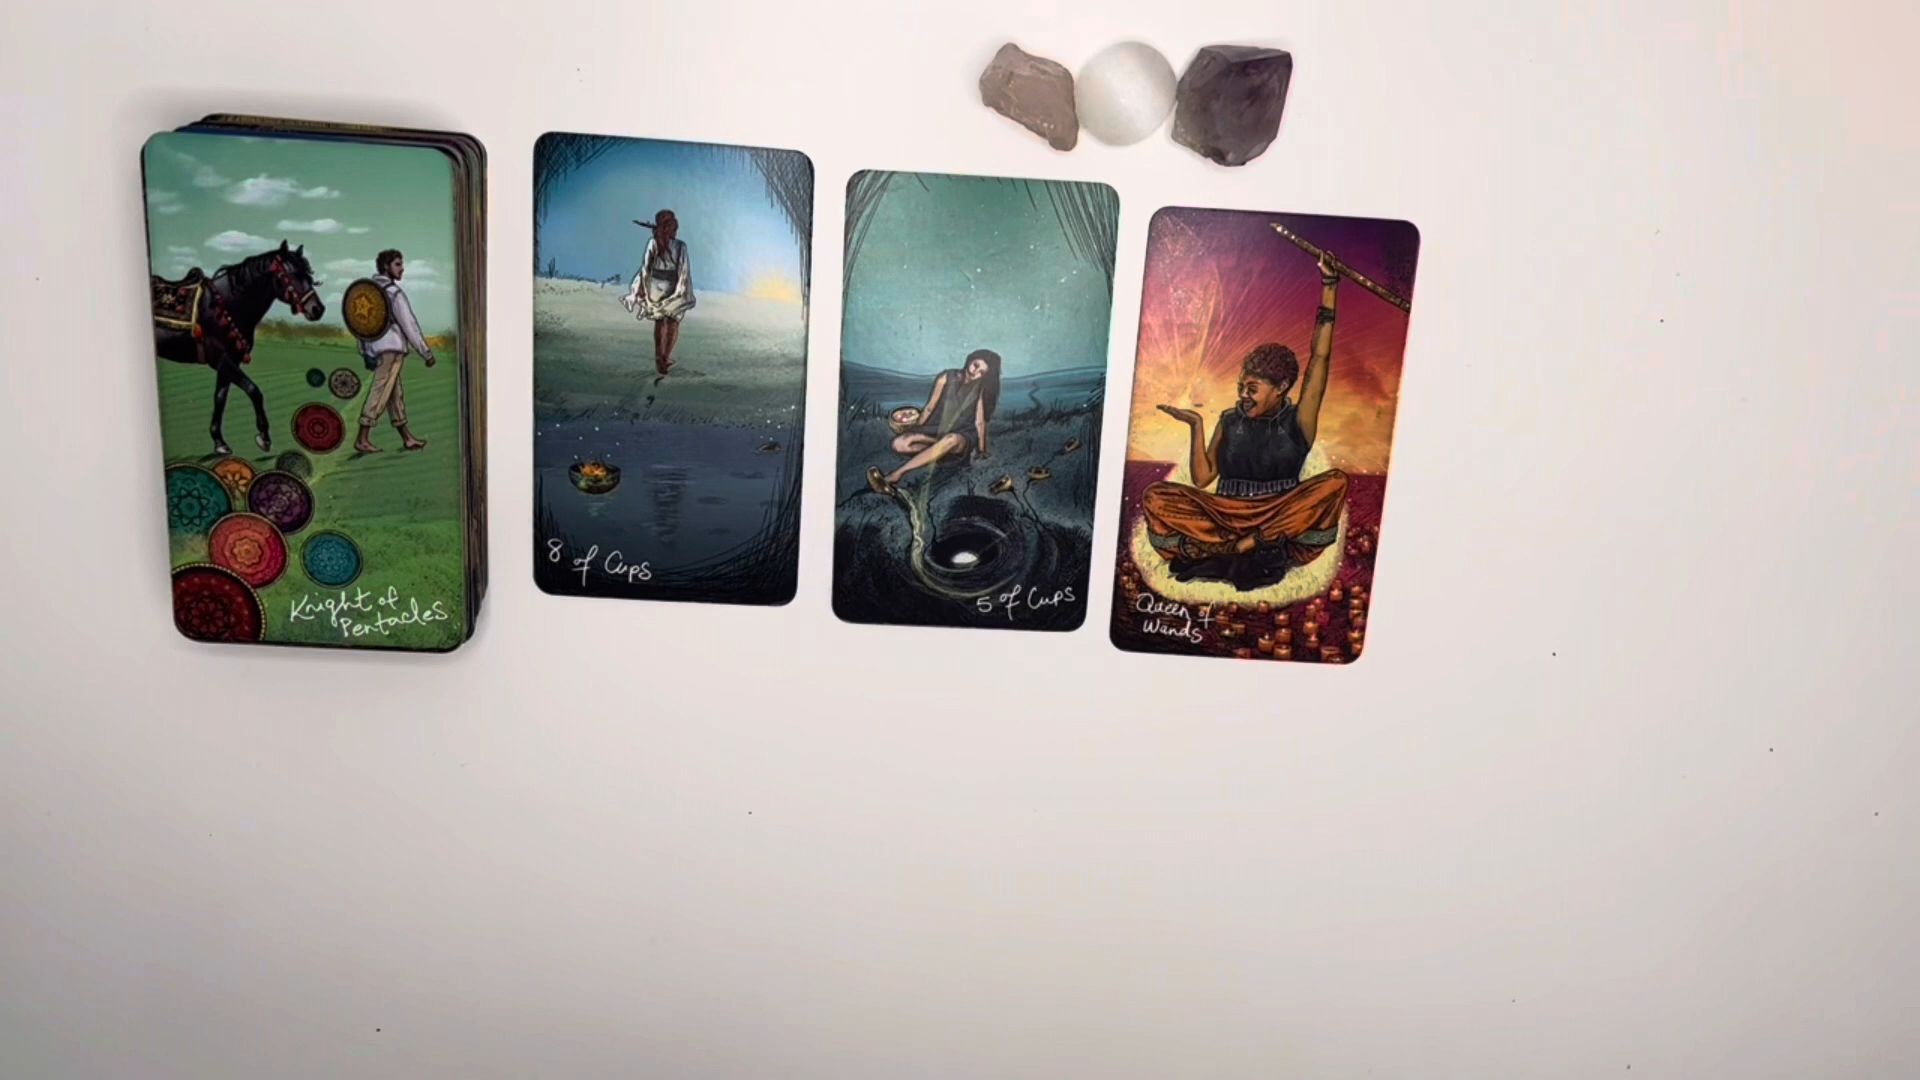 Knight of
Pentacles
8 of Cups
5 of Cups
Queen of
Wands